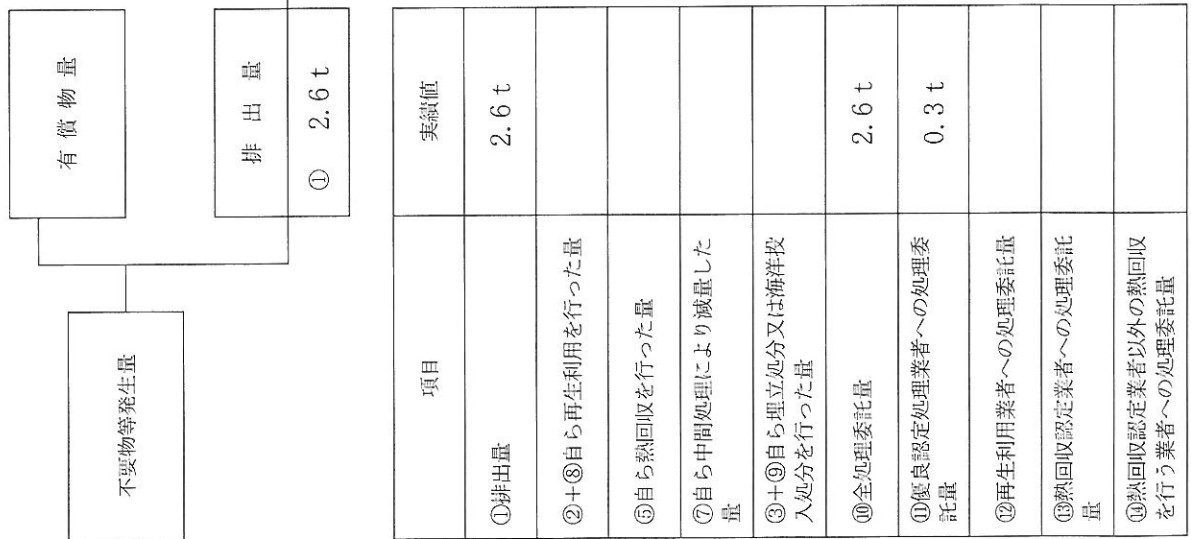 不要物等発生量
有償物量
排出量
① 2.6t
項目
実績値
①排出量
2.6t
②+⑧自ら再生利用を行った量
⑤自ら熱回収を行った量
⑦自ら中間処理により減量した
量
③+⑨自ら埋立処分又は海洋投
入処分を行った量
⑩全処理委託量
2.6t
⑪優良認定処理業者への処理委
託量
0.3t
⑫再生利用業者への処理委託量
⑬熱回収認定業者への処理委託
量
⑭熱回収認定業者以外の熱回収
を行う業者への処理委託量